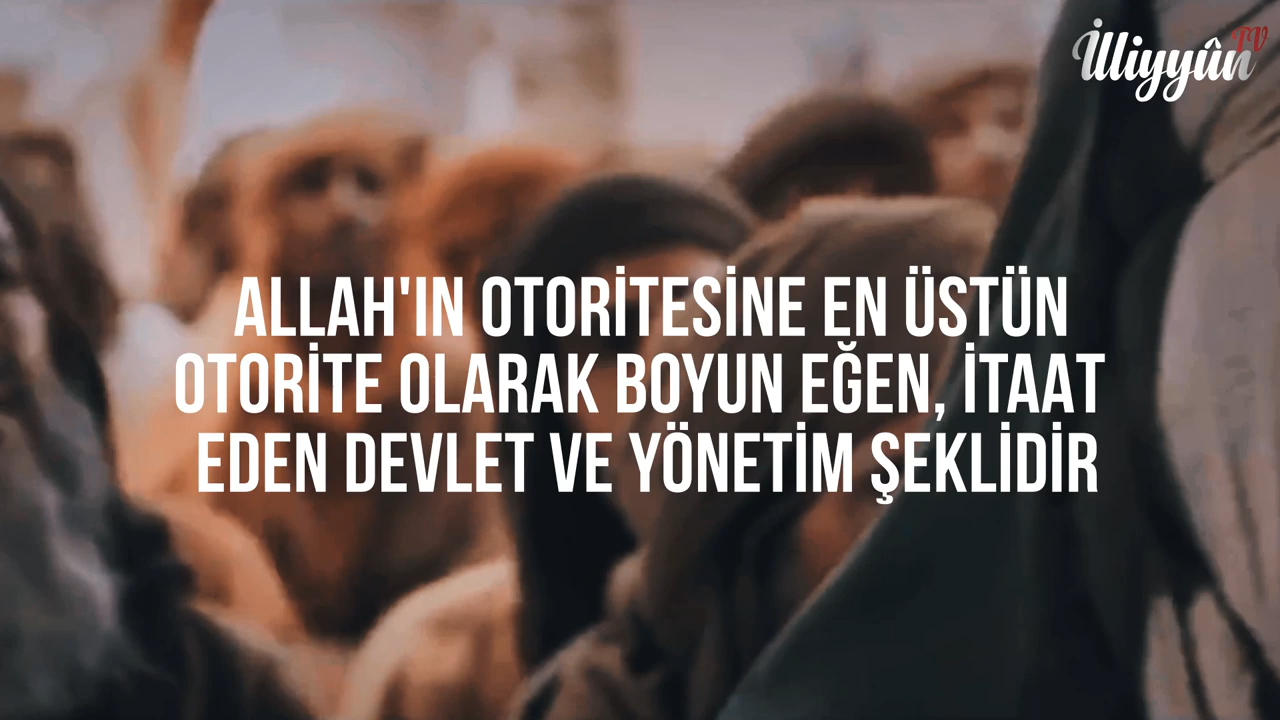 İlliyyûn TV
ALLAH'IN OTORİTESİNE EN ÜSTÜN
OTORİTE OLARAK BOYUN EĞEN, İTAAT
EDEN DEVLET VE YÖNETİM ŞEKLİDİR